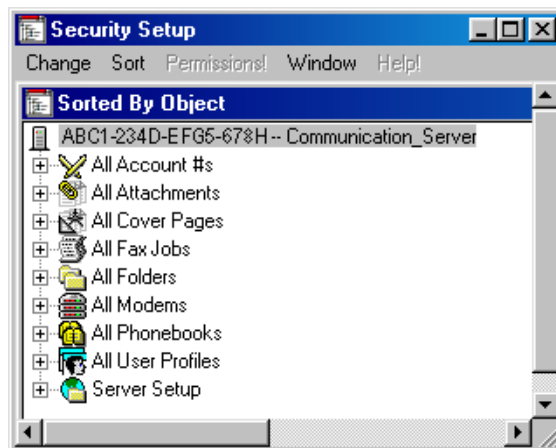 Security Setup
Change Sort Permissions! Window Help!
Sorted By Object
ABC1-234D-EFG5-678H -- Communication_Server
All Account #s
All Attachments
All Cover Pages
All Fax Jobs
All Folders
All Modems
All Phonebooks
All User Profiles
Server Setup